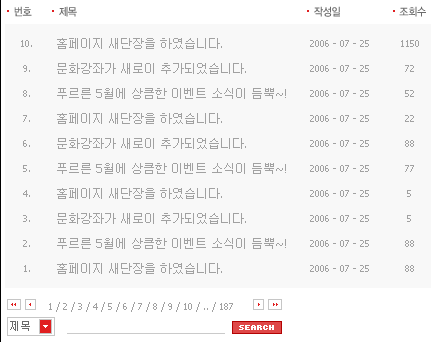 번호 제목 작성일 조회수
10. 홈페이지 새단장을 하였습니다. 2006 - 07 - 25 1150
9. 문화강좌가 새로이 추가되었습니다. 2006 - 07 - 25 72
8. 푸르른 5월에 상큼한 이벤트 소식이 듬뿍~! 2006 - 07 - 25 52
7. 홈페이지 새단장을 하였습니다. 2006 - 07 - 25 22
6. 문화강좌가 새로이 추가되었습니다. 2006 - 07 - 25 88
5. 푸르른 5월에 상큼한 이벤트 소식이 듬뿍~! 2006 - 07 - 25 77
4. 홈페이지 새단장을 하였습니다. 2006 - 07 - 25 5
3. 문화강좌가 새로이 추가되었습니다. 2006 - 07 - 25 5
2. 푸르른 5월에 상큼한 이벤트 소식이 듬뿍~! 2006 - 07 - 25 88
1. 홈페이지 새단장을 하였습니다. 2006 - 07 - 25 88
1 / 2 / 3 / 4 / 5 / 6 / 7 / 8 / 9 / 10 / .. / 187
제목 SEARCH